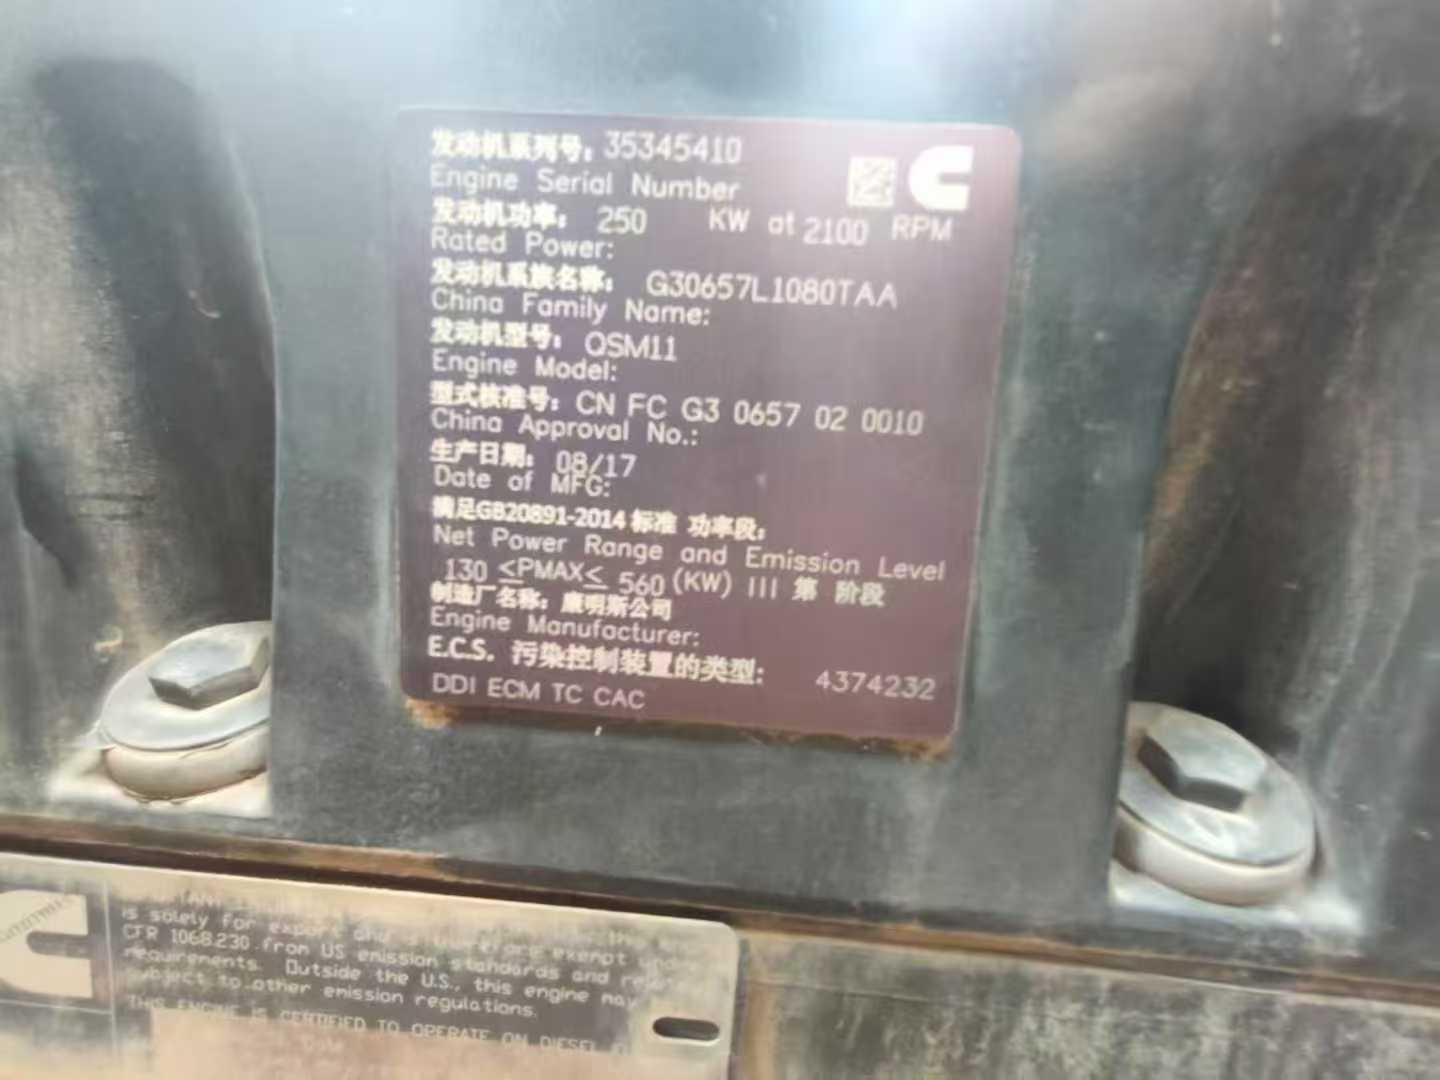 发动机系列号: 35345410
Engine Serial Number
发动机功率: 250 KW at 2100 RPM
Rated Power:
发动机系族名称: G30657L1080TAA
China Family Name:
发动机型号: QSM11
Engine Model:
型式核准号: CN FC G3 0657 02 0010
China Approval No.:
生产日期: 08/17
Date of MFG:
满足GB20891-2014 标准 功率段:
Net Power Range and Emission Level
130 ≤PMAX≤ 560 (KW) III 第 阶段
制造厂名称: 康明斯公司
Engine Manufacturer:
E.C.S. 污染控制装置的类型: 4374232
DDI ECM TC CAC
is solely for export and is therefore exempt under
CFR 1068.230 from US emission standards and
requirements. Outside the U.S., this engine may
subject to other emission regulations.
THIS ENGINE IS CERTIFIED TO OPERATE ON DIESEL